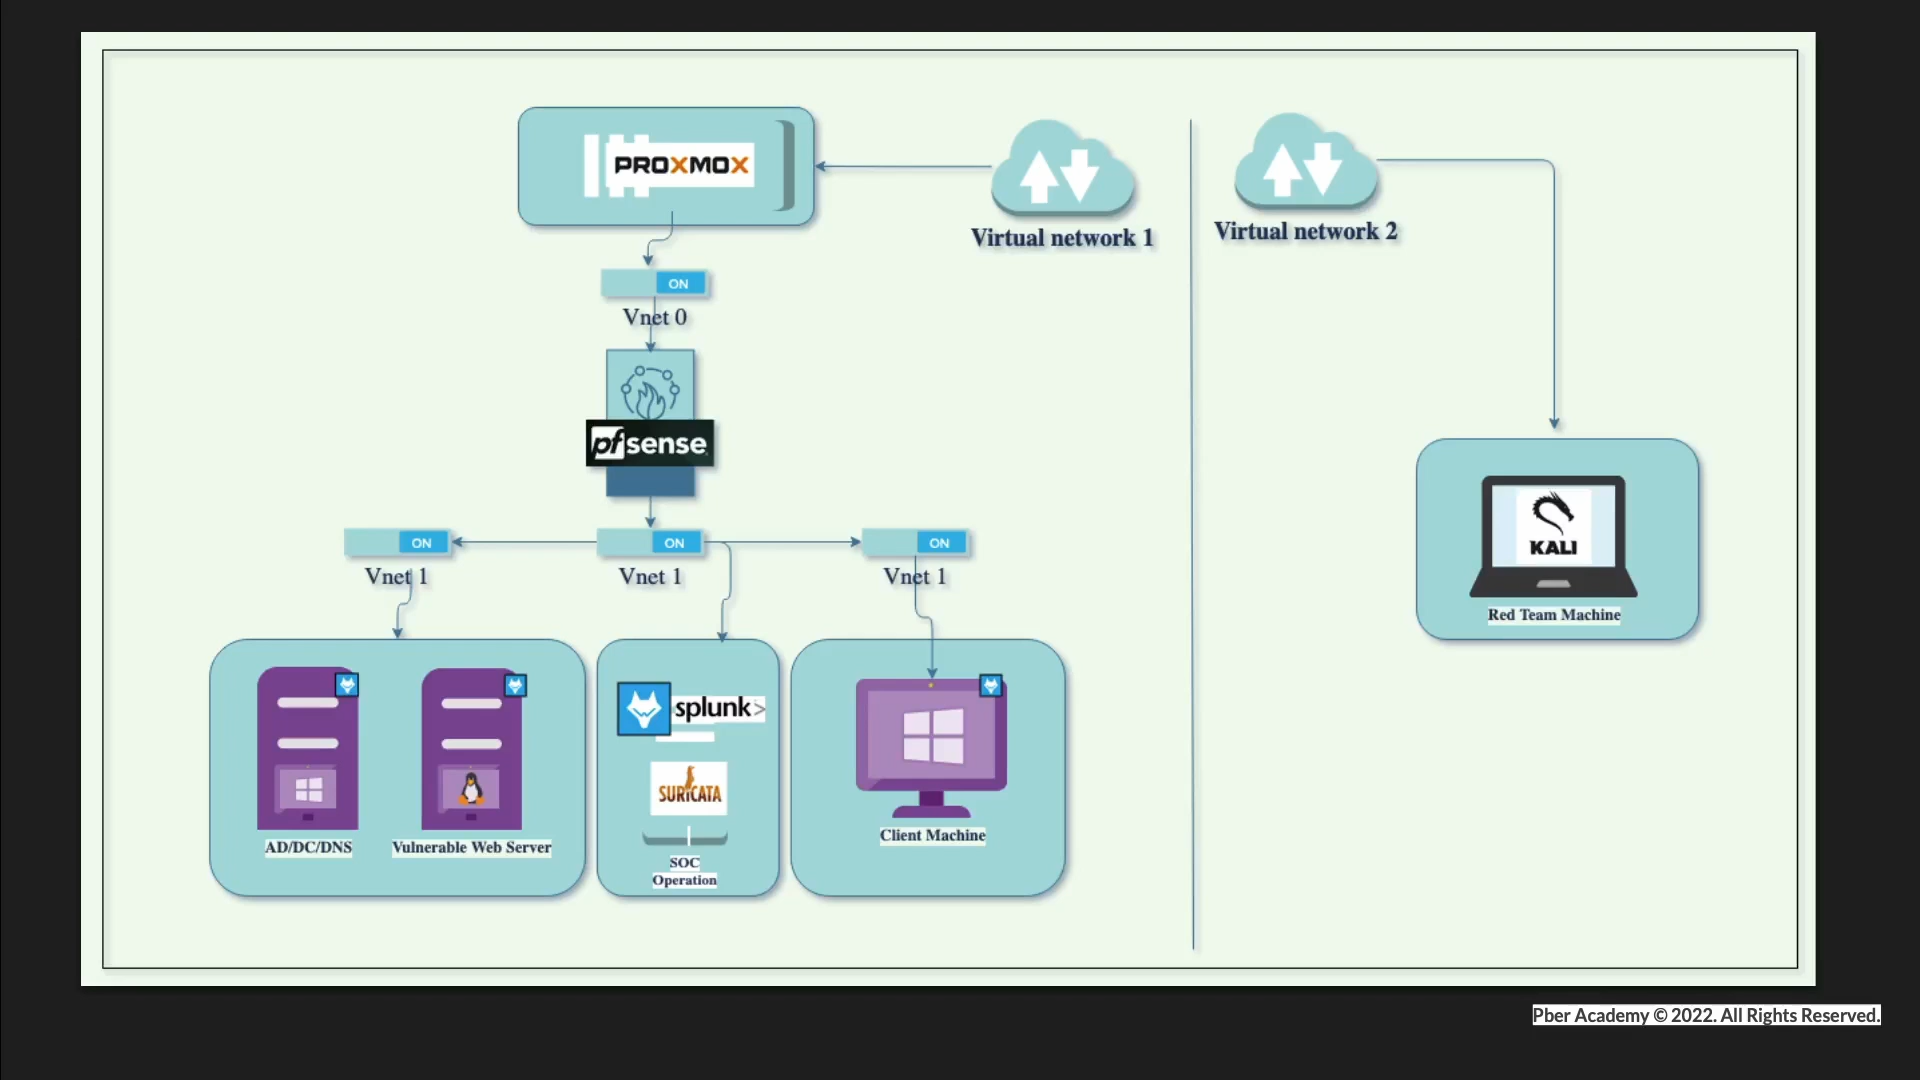 PROXMOX
Virtual network 1
Virtual network 2
ON
Vnet 0
pfsense
ON
ON
ON
Vnet 1
Vnet 1
Vnet 1
KALI
Red Team Machine
splunk>
SURICATA
AD/DC/DNS
Vulnerable Web Server
SOC
Operation
Client Machine
Pber Academy © 2022. All Rights Reserved.